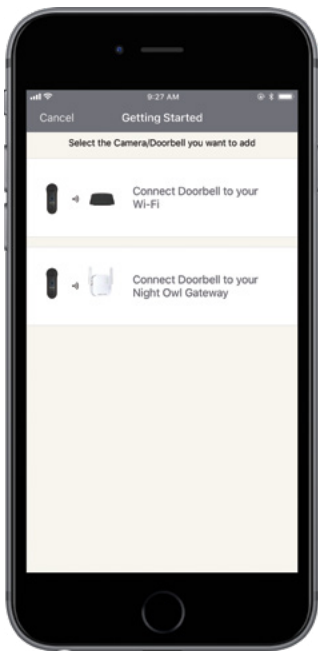 9:27 AM
Cancel
Getting Started
Select the Camera/Doorbell you want to add
Connect Doorbell to your
Wi-Fi
Connect Doorbell to your
Night Owl Gateway